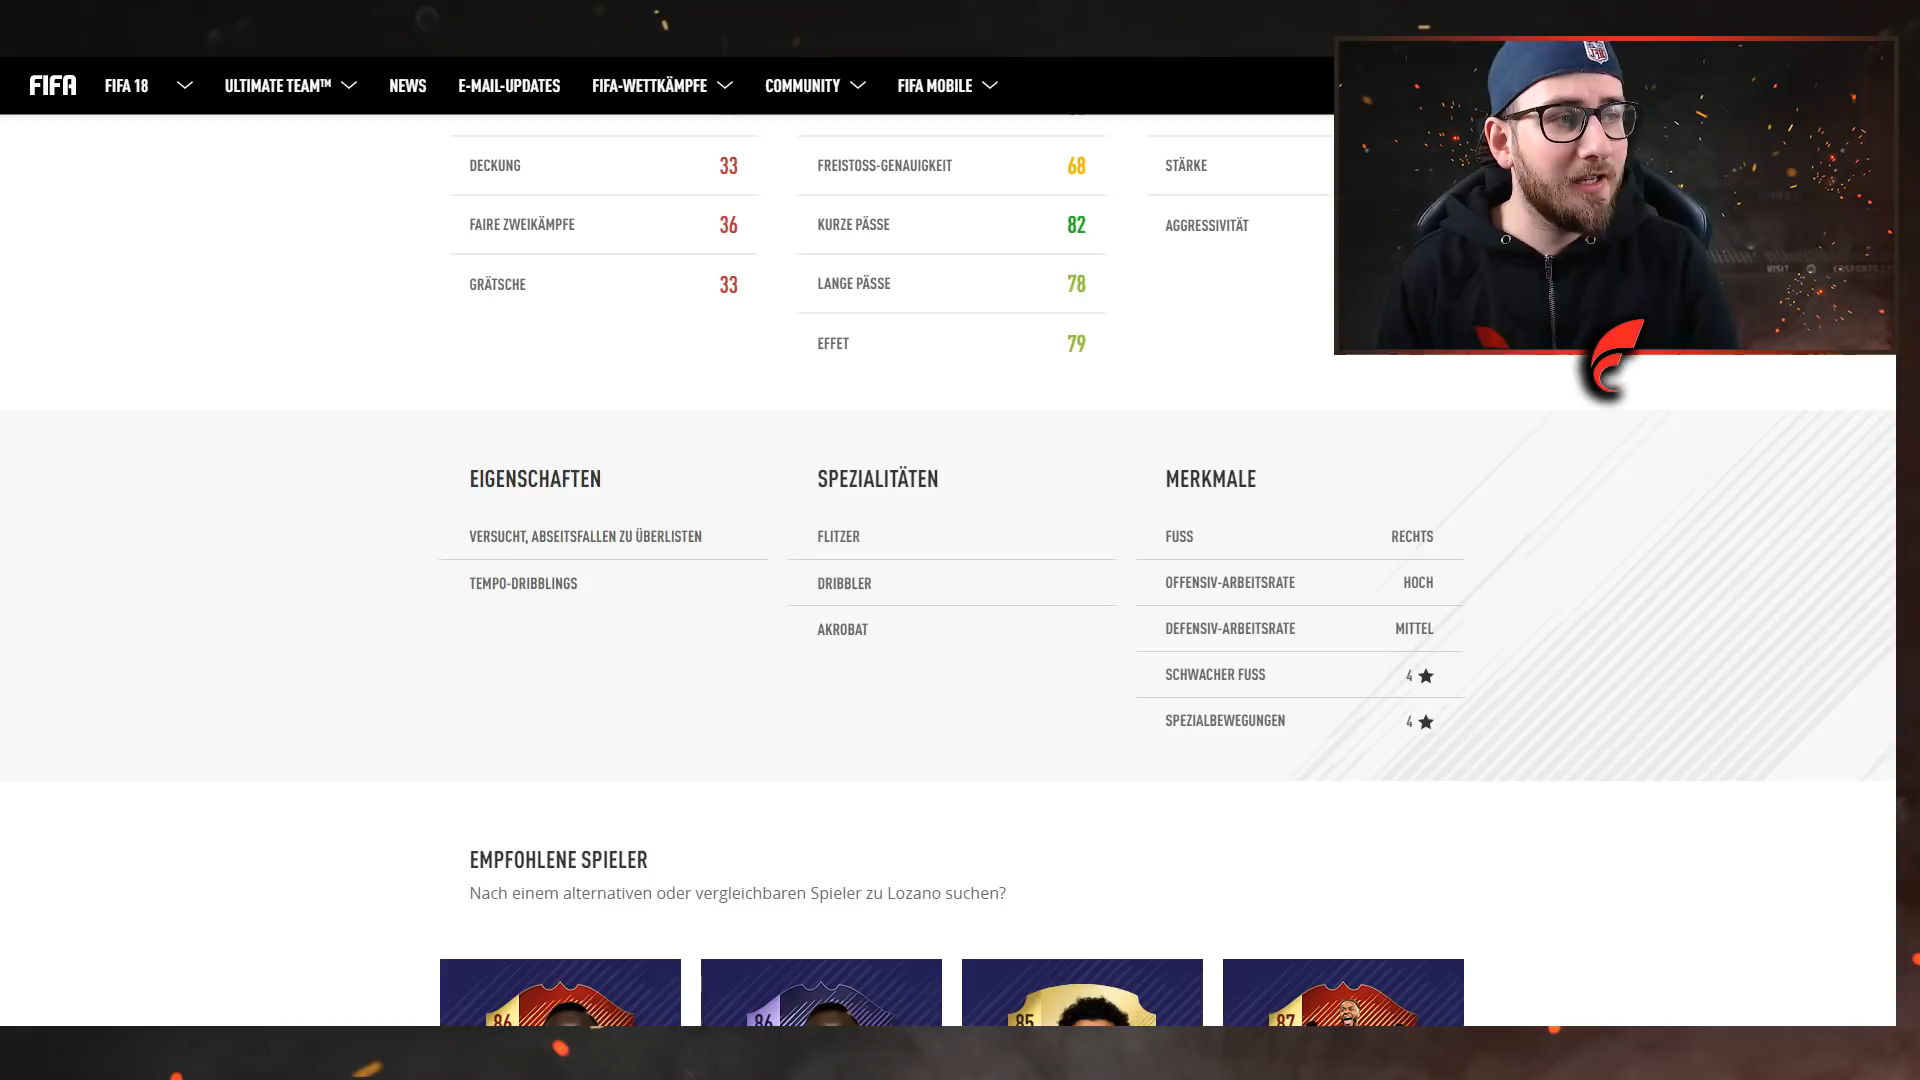 FIFA FIFA 18 ULTIMATE TEAM™ NEWS E-MAIL-UPDATES FIFA-WETTKÄMPFE COMMUNITY FIFA MOBILE
DECKUNG 33
FAIRE ZWEIKÄMPFE 36
GRÄTSCHE 33
FREISTOSS-GENAUIGKEIT 68
KURZE PÄSSE 82
LANGE PÄSSE 78
EFFET 79
STÄRKE
AGGRESSIVITÄT
VISIT
EIGENSCHAFTEN
VERSUCHT, ABSEITSFALLEN ZU ÜBERLISTEN
TEMPO-DRIBBLINGS
SPEZIALITÄTEN
FLITZER
DRIBBLER
AKROBAT
MERKMALE
FUSS RECHTS
OFFENSIV-ARBEITSRATE HOCH
DEFENSIV-ARBEITSRATE MITTEL
SCHWACHER FUSS 4 ★
SPEZIALBEWEGUNGEN 4 ★
EMPFOHLENE SPIELER
Nach einem alternativen oder vergleichbaren Spieler zu Lozano suchen?
86 86 85 87